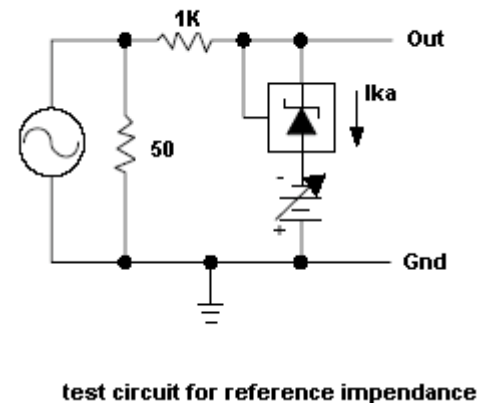 1K
Out
Ika
50
-
+
Gnd
test circuit for reference impendance